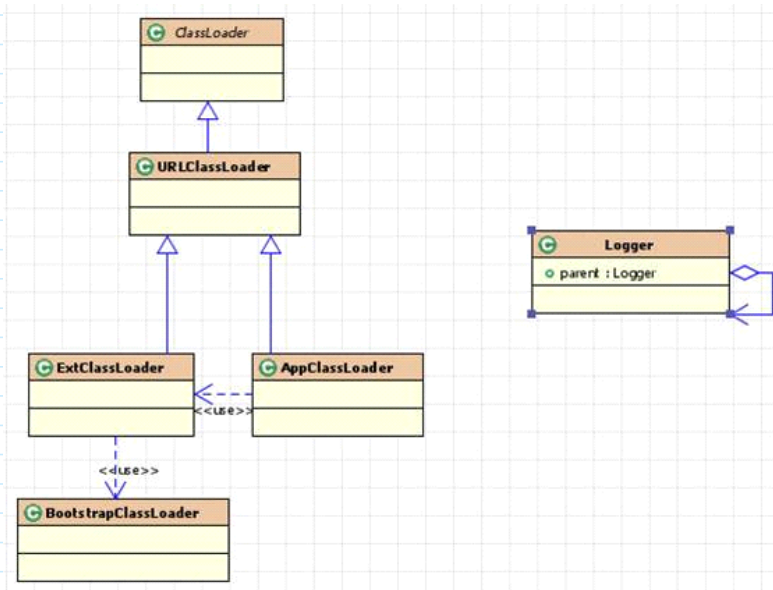 ClassLoader
URLClassLoader
Logger
parent : Logger
ExtClassLoader
AppClassLoader
<<use>>
<<use>>
BootstrapClassLoader